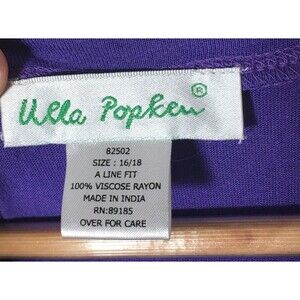 Ulla Popken®
82502
SIZE : 16/18
A LINE FIT
100% VISCOSE RAYON
MADE IN INDIA
RN:89185
OVER FOR CARE